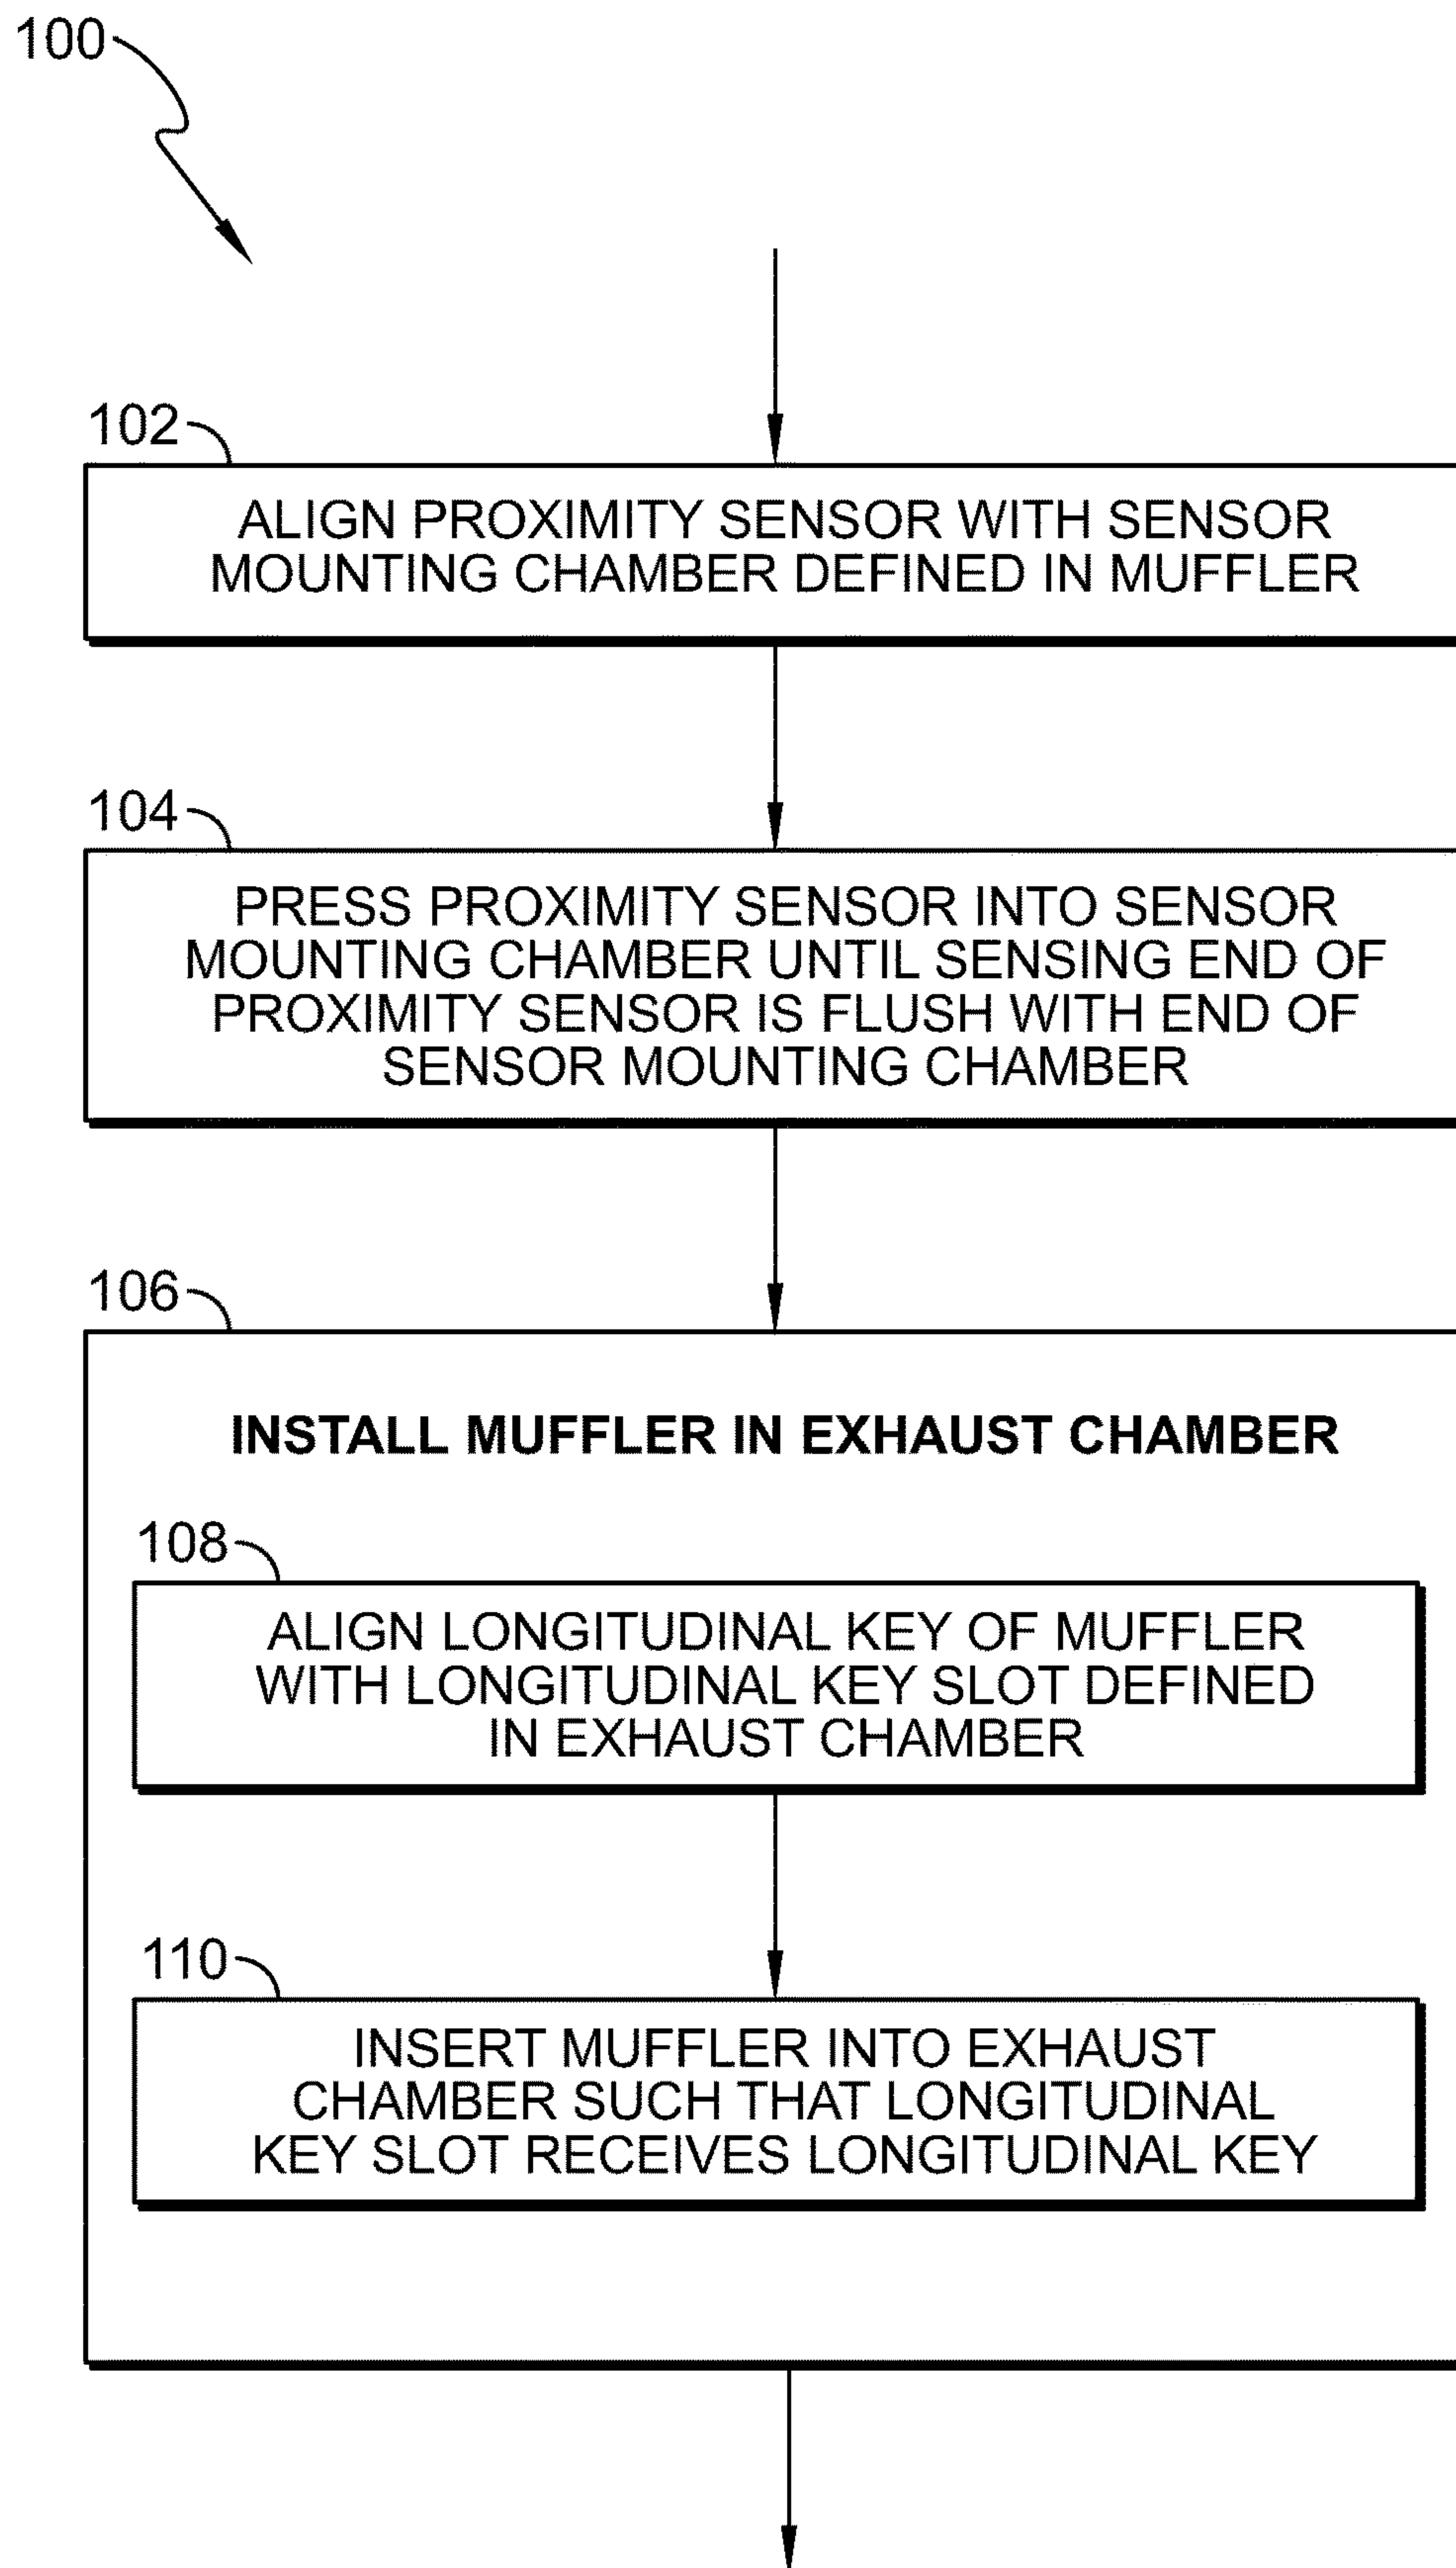 100
102
ALIGN PROXIMITY SENSOR WITH SENSOR
MOUNTING CHAMBER DEFINED IN MUFFLER
104
PRESS PROXIMITY SENSOR INTO SENSOR
MOUNTING CHAMBER UNTIL SENSING END OF
PROXIMITY SENSOR IS FLUSH WITH END OF
SENSOR MOUNTING CHAMBER
106
INSTALL MUFFLER IN EXHAUST CHAMBER
108
ALIGN LONGITUDINAL KEY OF MUFFLER
WITH LONGITUDINAL KEY SLOT DEFINED
IN EXHAUST CHAMBER
110
INSERT MUFFLER INTO EXHAUST
CHAMBER SUCH THAT LONGITUDINAL
KEY SLOT RECEIVES LONGITUDINAL KEY